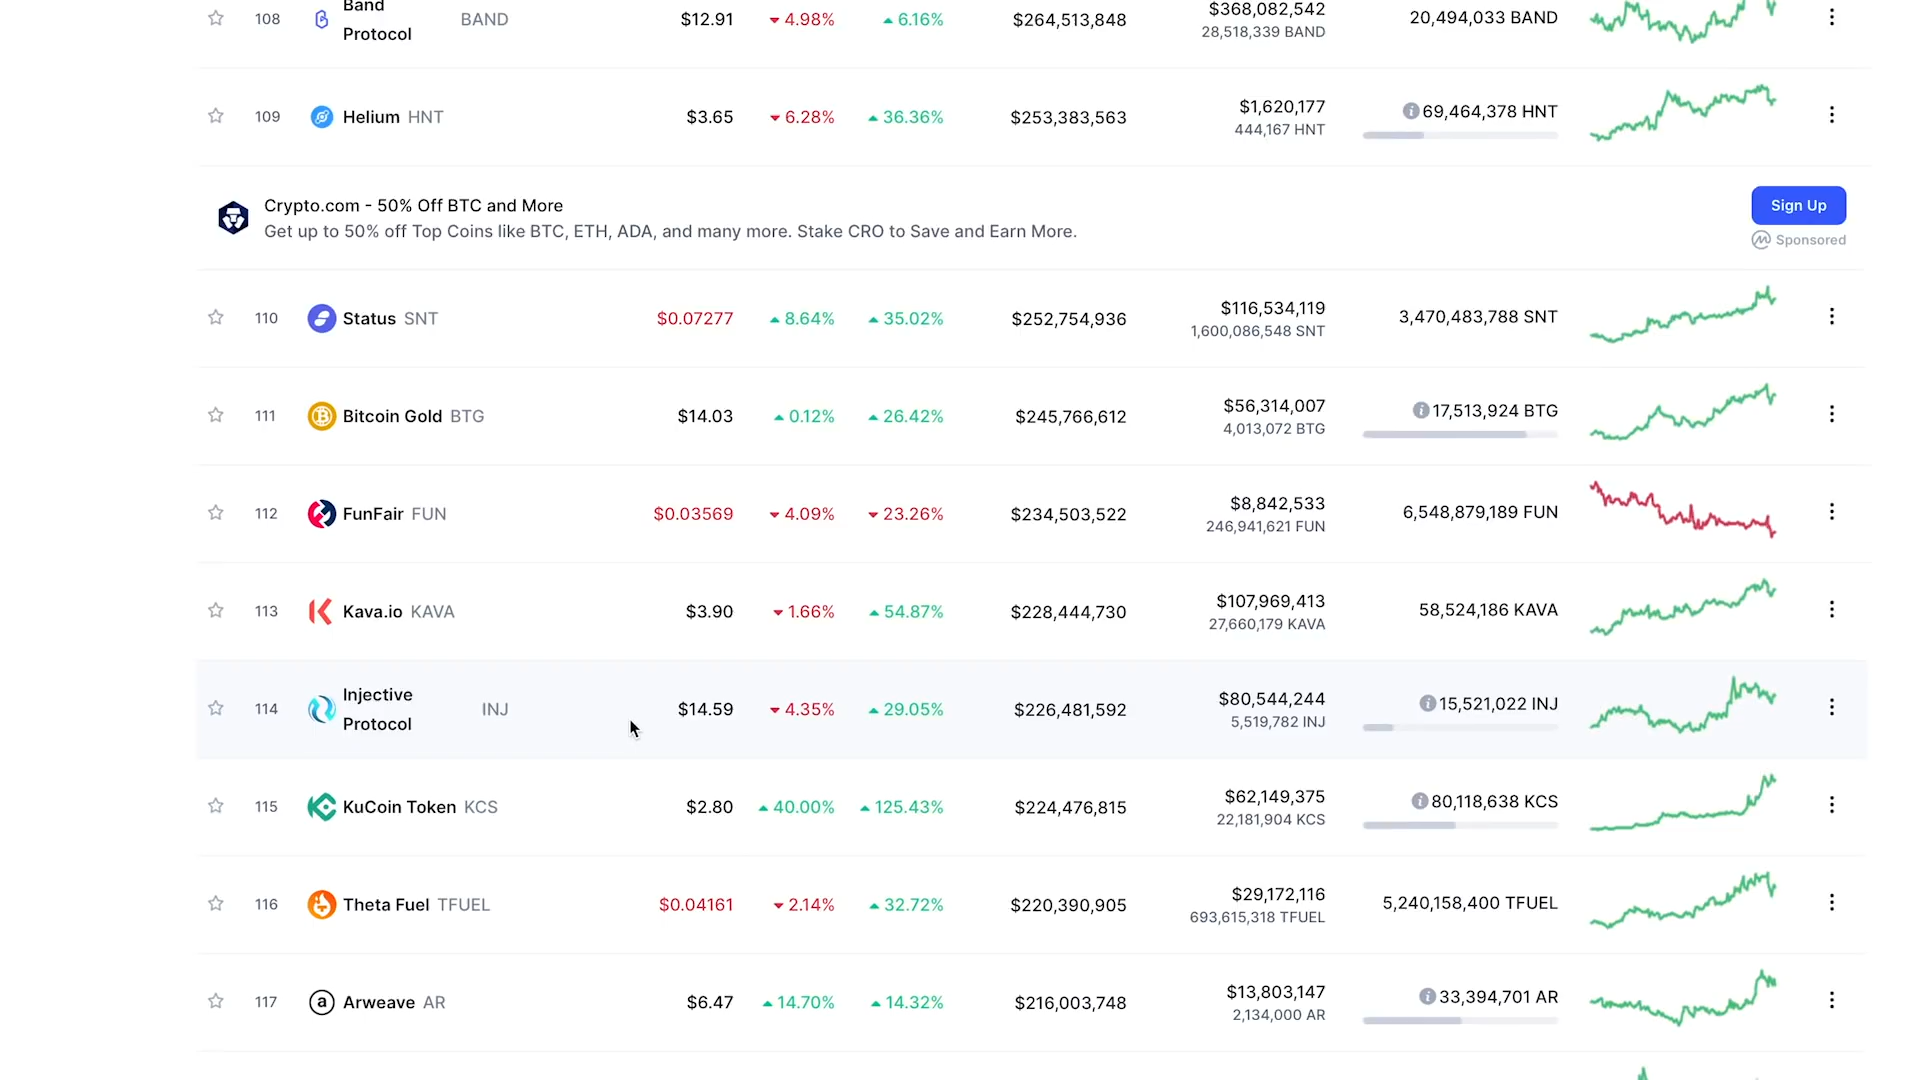 Band
108 BAND $12.91 4.98% 6.16% $264,513,848 $368,082,542 20,494,033 BAND
Protocol 28,518,339 BAND
109 Helium HNT $3.65 6.28% 36.36% $253,383,563 $1,620,177 69,464,378 HNT
444,167 HNT
Crypto.com - 50% Off BTC and More
Sign Up
Get up to 50% off Top Coins like BTC, ETH, ADA, and many more. Stake CRO to Save and Earn More.
Sponsored
110 Status SNT $0.07277 8.64% 35.02% $252,754,936 $116,534,119 3,470,483,788 SNT
1,600,086,548 SNT
111 Bitcoin Gold BTG $14.03 0.12% 26.42% $245,766,612 $56,314,007 17,513,924 BTG
4,013,072 BTG
112 FunFair FUN $0.03569 4.09% 23.26% $234,503,522 $8,842,533 6,548,879,189 FUN
246,941,621 FUN
113 Kava.io KAVA $3.90 1.66% 54.87% $228,444,730 $107,969,413 58,524,186 KAVA
27,660,179 KAVA
Injective
114 INJ $14.59 4.35% 29.05% $226,481,592 $80,544,244 15,521,022 INJ
Protocol 5,519,782 INJ
115 KuCoin Token KCS $2.80 40.00% 125.43% $224,476,815 $62,149,375 80,118,638 KCS
22,181,904 KCS
116 Theta Fuel TFUEL $0.04161 2.14% 32.72% $220,390,905 $29,172,116 5,240,158,400 TFUEL
693,615,318 TFUEL
117 Arweave AR $6.47 14.70% 14.32% $216,003,748 $13,803,147 33,394,701 AR
2,134,000 AR